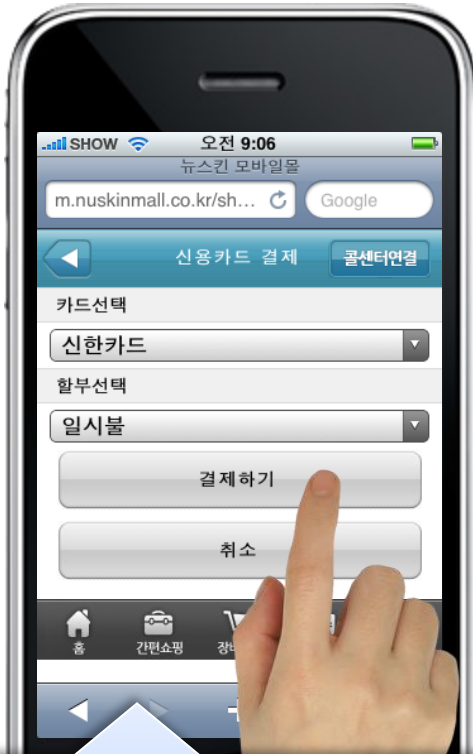 SHOW 오전 9:06
뉴스킨 모바일몰
m.nuskinmall.co.kr/sh... Google
신용카드 결제 콜센터연결
카드선택
신한카드
할부선택
일시불
결제하기
취소
홈 간편쇼핑